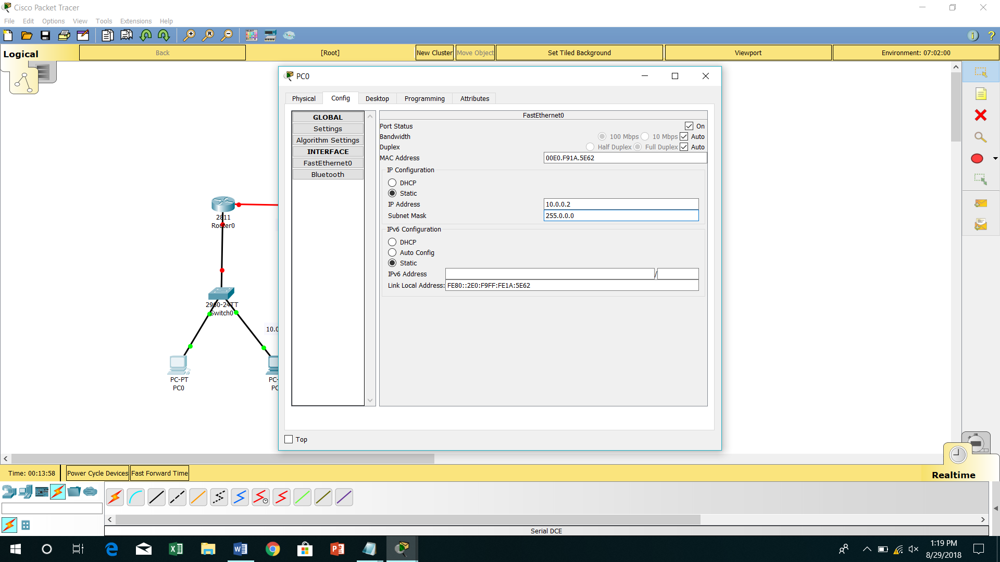 Cisco Packet Tracer
File Edit Options View Tools Extensions Help
Logical
Back
[Root]
New Cluster
Move Object
Set Tiled Background
Viewport
Environment: 07:02:00
PC0
Physical Config Desktop Programming Attributes
GLOBAL
Settings
Algorithm Settings
INTERFACE
FastEthernet0
Bluetooth
FastEthernet0
Port Status On
Bandwidth 100 Mbps 10 Mbps Auto
Duplex Half Duplex Full Duplex Auto
MAC Address 00E0.F91A.5E62
IP Configuration
DHCP
Static
IP Address 10.0.0.2
Subnet Mask 255.0.0.0
IPv6 Configuration
DHCP
Auto Config
Static
IPv6 Address /
Link Local Address: FE80::2E0:F9FF:FE1A:5E62
Top
2811
Router0
2960-24TT
Switch0
10.0
PC-PT
PC0
PC-
PC
Time: 00:13:58
Power Cycle Devices
Fast Forward Time
Realtime
Serial DCE
1:19 PM
8/29/2018